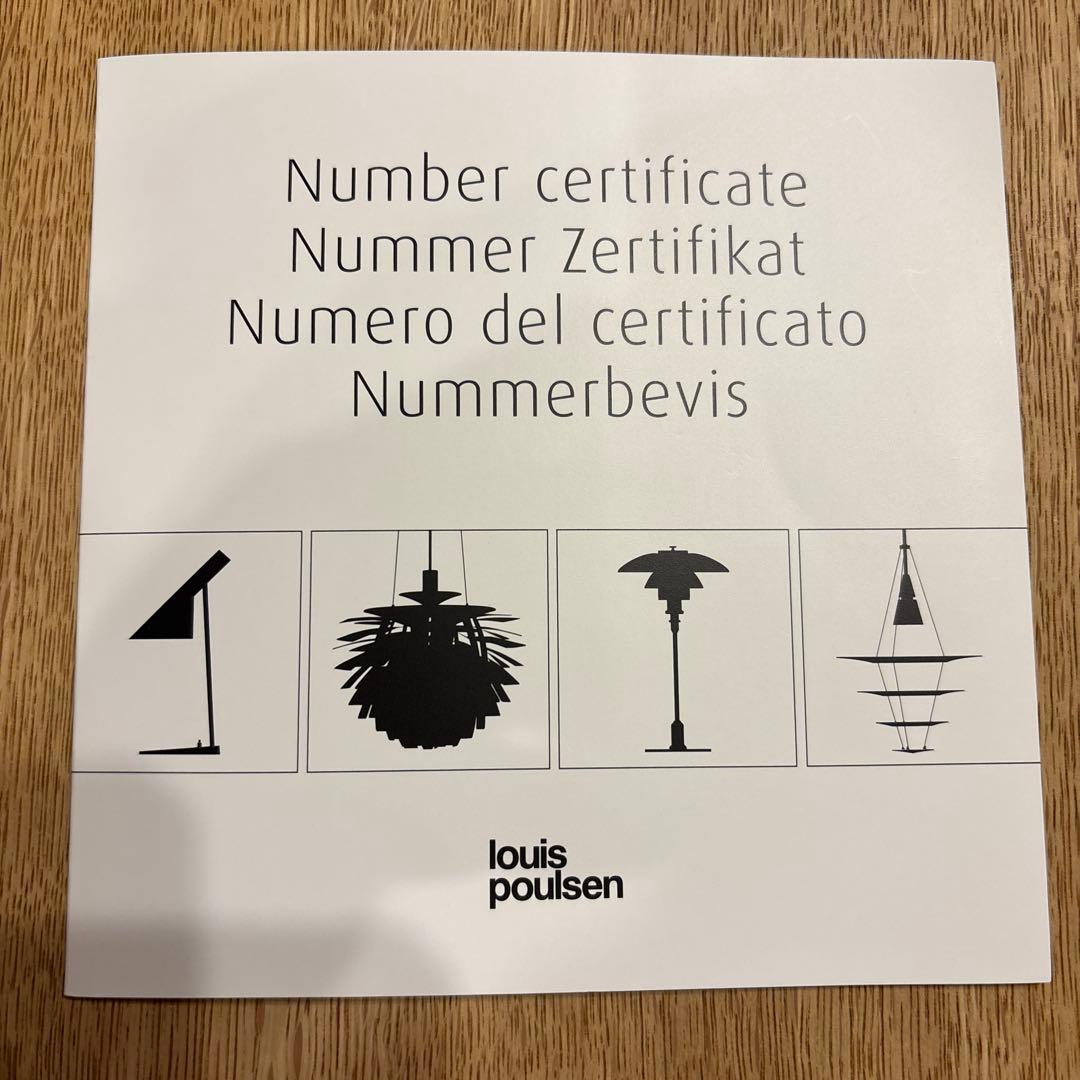 Number certificate
Nummer Zertifikat
Numero del certificato
Nummerbevis
louis
poulsen